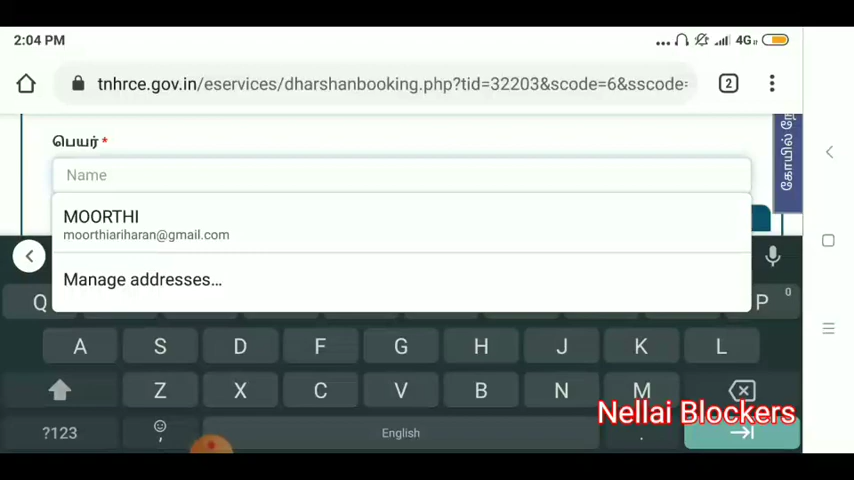 2:04 PM
4G
tnhrce.gov.in/eservices/dharshanbooking.php?tid=32203&scode=6&sscode=
2
பெயர் *
Name
MOORTHI
moorthiariharan@gmail.com
Manage addresses...
Q
P
0
A S D F G H J K L
Z X C V B N M
Nellai Blockers
?123
,
English
.
கோயில்